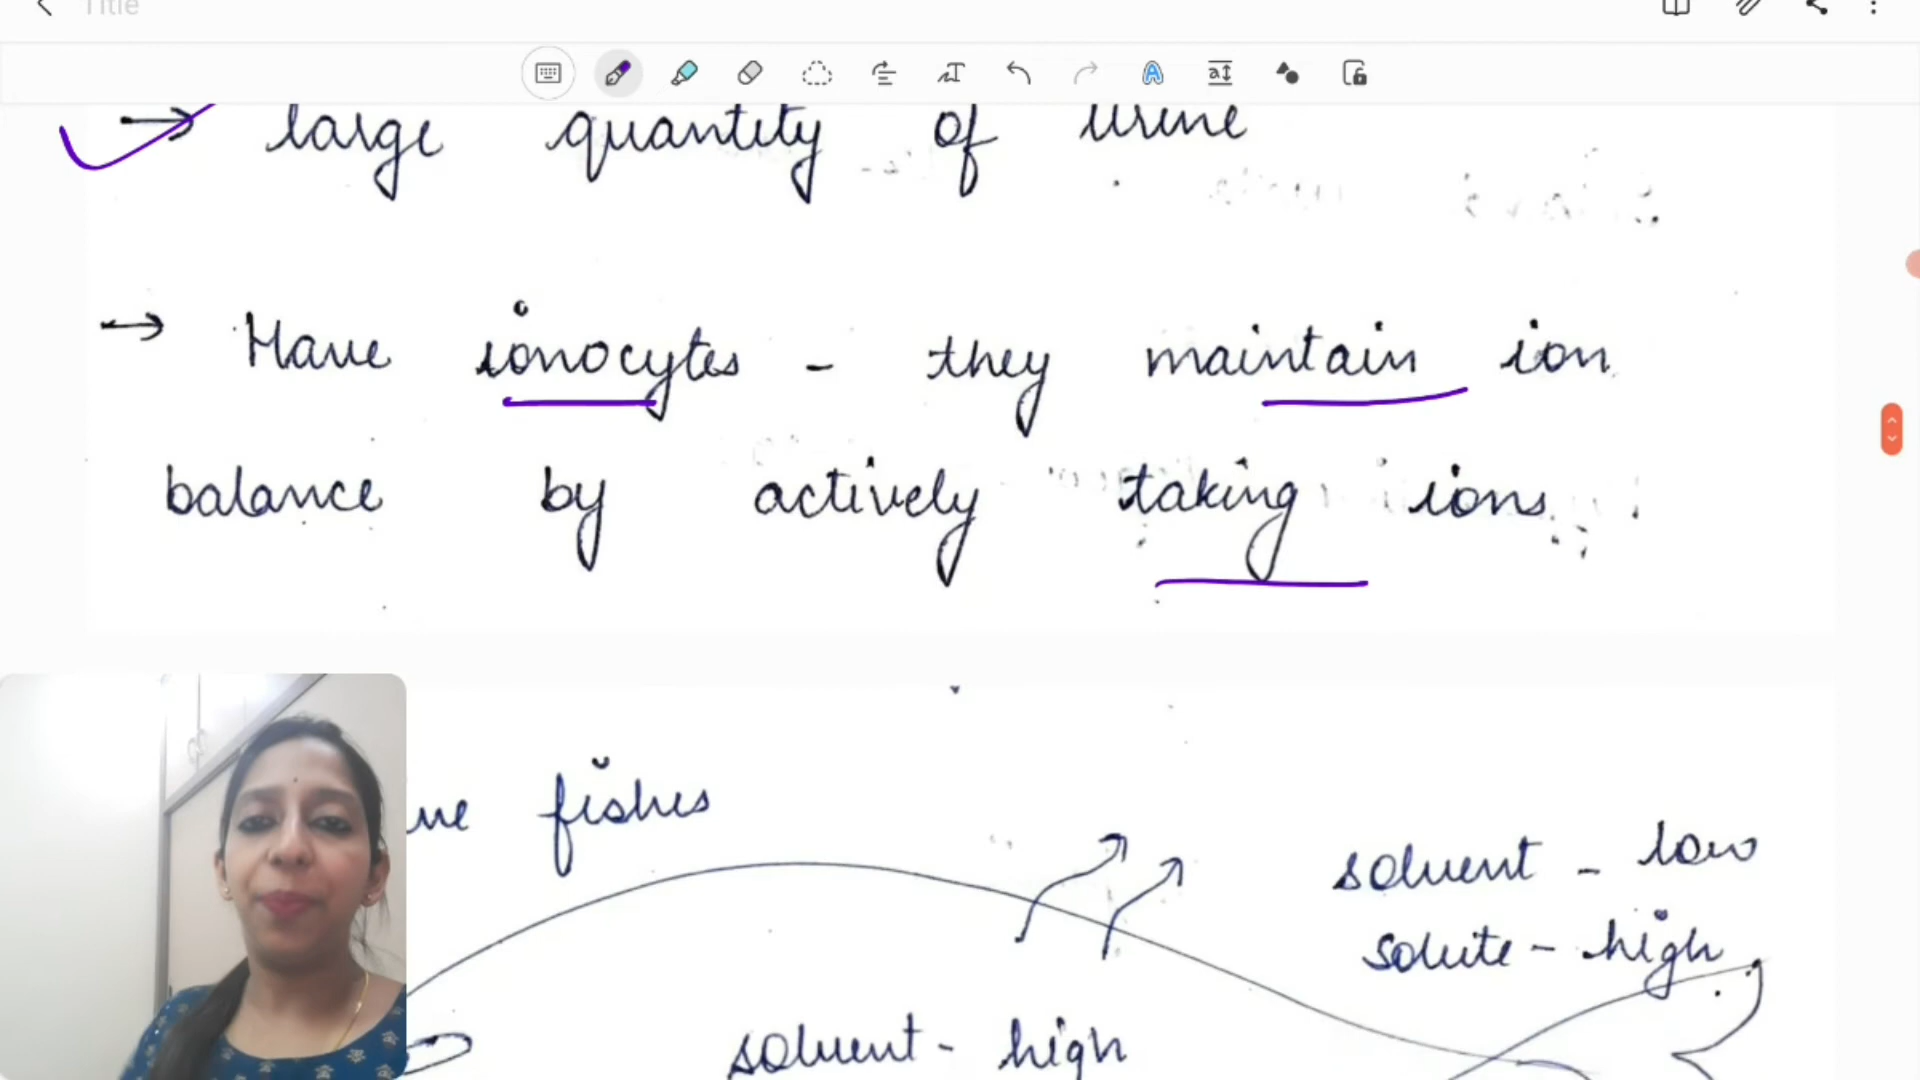 Title
→ large quantity of urine
→ Have ionocytes - they maintain ion
balance by actively taking ions
fishes
solvent - low
solute - high
solvent - high